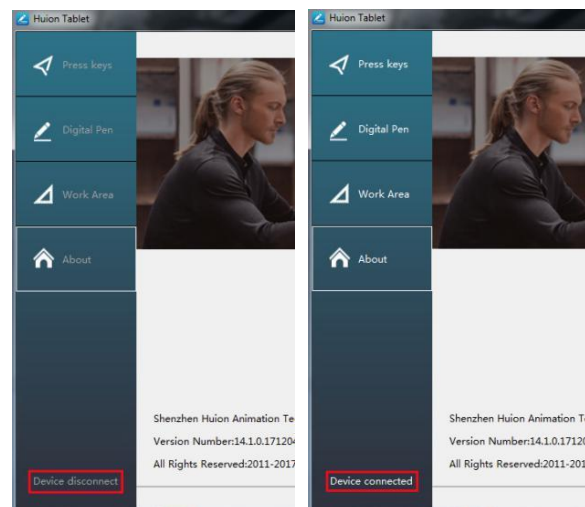 Huion Tablet
Press keys
Digital Pen
Work Area
About
Shenzhen Huion Animation Te
Version Number:14.1.0.171204
All Rights Reserved:2011-2017
Device disconnect
Huion Tablet
Press keys
Digital Pen
Work Area
About
Shenzhen Huion Animation T
Version Number:14.1.0.17120
All Rights Reserved:2011-201
Device connected